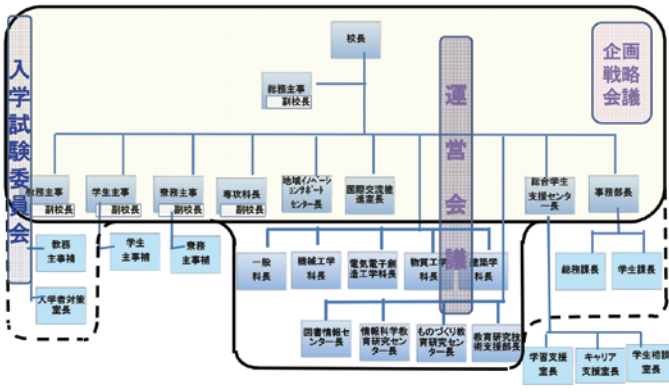 校長
企画
戦略
会議
入学試験委員会
運営会議
総務主事
副校長
教務主事
副校長
学生主事
副校長
寮務主事
副校長
専攻科長
副校長
地域イノベーシ
ョンサポート
センター長
国際交流推
進室長
総合学生
支援センタ
ー長
事務部長
教務
主事補
学生
主事補
寮務
主事補
入学者対策
室長
一般
科長
機械工学
科長
電気電子創
造工学科長
物質工学
科長
建築学
科長
総務課長
学生課長
図書情報セ
ンター長
情報科学教
育研究セン
ター長
ものづくり教
育研究セン
ター長
教育研究技
術支援部長
学習支援
室長
キャリア
支援室長
学生相談
室長